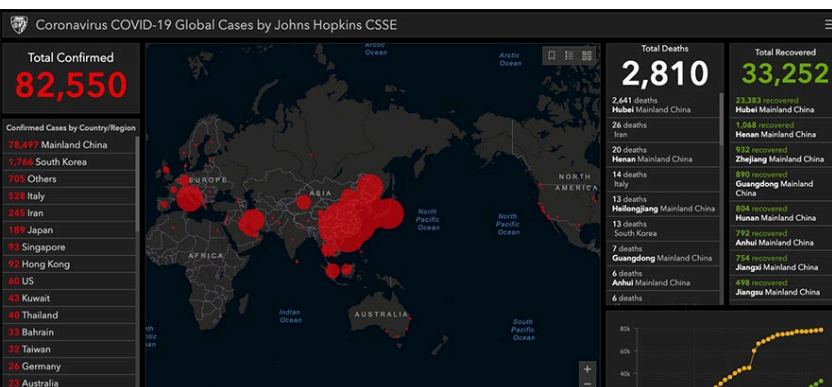 Coronavirus COVID-19 Global Cases by Johns Hopkins CSSE
Total Confirmed
82,550
Confirmed Cases by Country/Region
78,497 Mainland China
1,766 South Korea
705 Others
528 Italy
245 Iran
189 Japan
93 Singapore
92 Hong Kong
60 US
43 Kuwait
40 Thailand
33 Bahrain
32 Taiwan
26 Germany
23 Australia
Arctic
Ocean
Arctic
Ocean
EUROPE
ASIA
NORTH
AMERICA
North
Pacific
Ocean
North
Pacific
Ocean
AFRICA
Indian
Ocean
AUSTRALIA
South
Pacific
Ocean
+
−
Total Deaths
2,810
2,641 deaths
Hubei Mainland China
26 deaths
Iran
20 deaths
Henan Mainland China
14 deaths
Italy
13 deaths
Heilongjiang Mainland China
13 deaths
South Korea
7 deaths
Guangdong Mainland China
6 deaths
Anhui Mainland China
6 deaths
Total Recovered
33,252
23,383 recovered
Hubei Mainland China
1,068 recovered
Henan Mainland China
932 recovered
Zhejiang Mainland China
890 recovered
Guangdong Mainland
China
804 recovered
Hunan Mainland China
792 recovered
Anhui Mainland China
754 recovered
Jiangxi Mainland China
498 recovered
Jiangsu Mainland China
80k
60k
40k